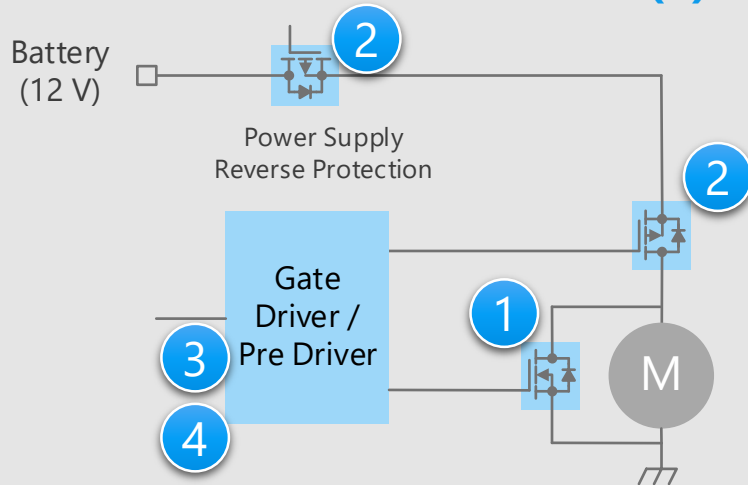 Battery
(12 V)
2
Power Supply
Reverse Protection
2
Gate
Driver /
Pre Driver
1
3
4
M